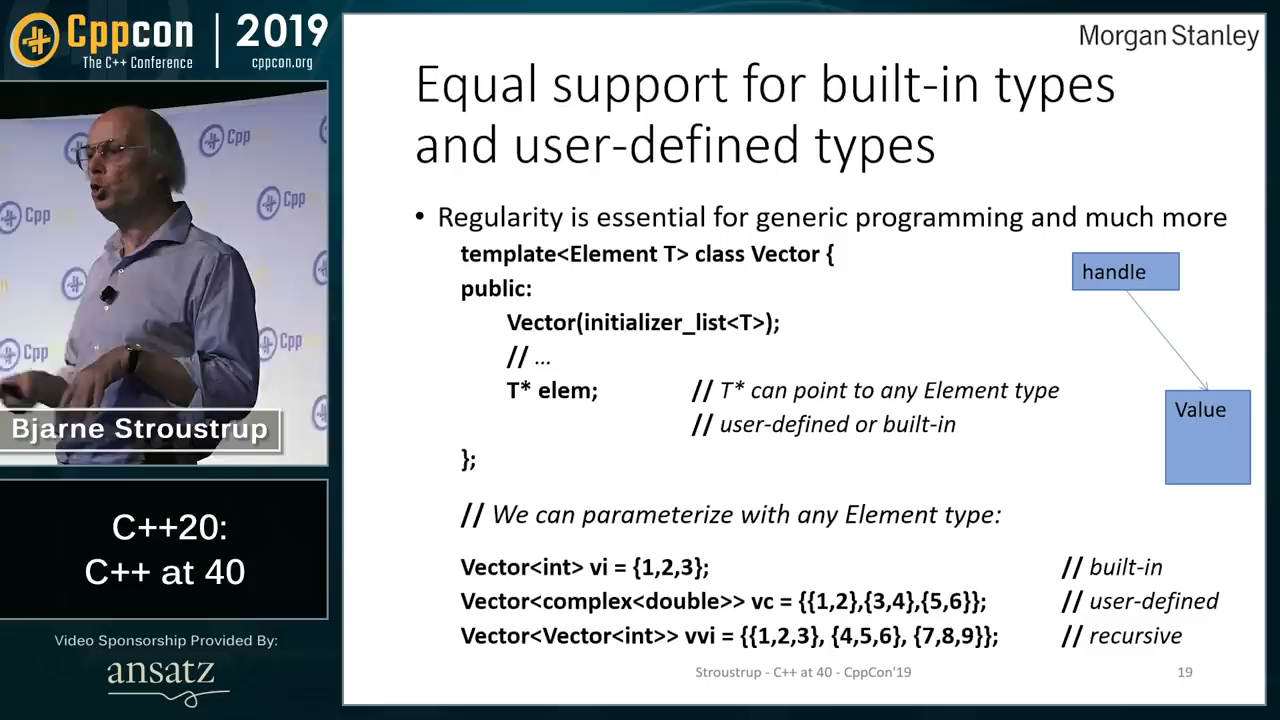 Cppcon
The C++ Conference
2019
cppcon.org
Morgan Stanley
Equal support for built-in types
and user-defined types
• Regularity is essential for generic programming and much more
template<Element T> class Vector {
public:
Vector(initializer_list<T>);
// ...
T* elem; // T* can point to any Element type
// user-defined or built-in
};
handle
Value
// We can parameterize with any Element type:
Vector<int> vi = {1,2,3}; // built-in
Vector<complex<double>> vc = {{1,2},{3,4},{5,6}}; // user-defined
Vector<Vector<int>> vvi = {{1,2,3}, {4,5,6}, {7,8,9}}; // recursive
Stroustrup - C++ at 40 - CppCon'19
19
Cpp
Cpp
Cpp
Cpp
Cpp
Bjarne Stroustrup
C++20:
C++ at 40
Video Sponsorship Provided By:
ansatz